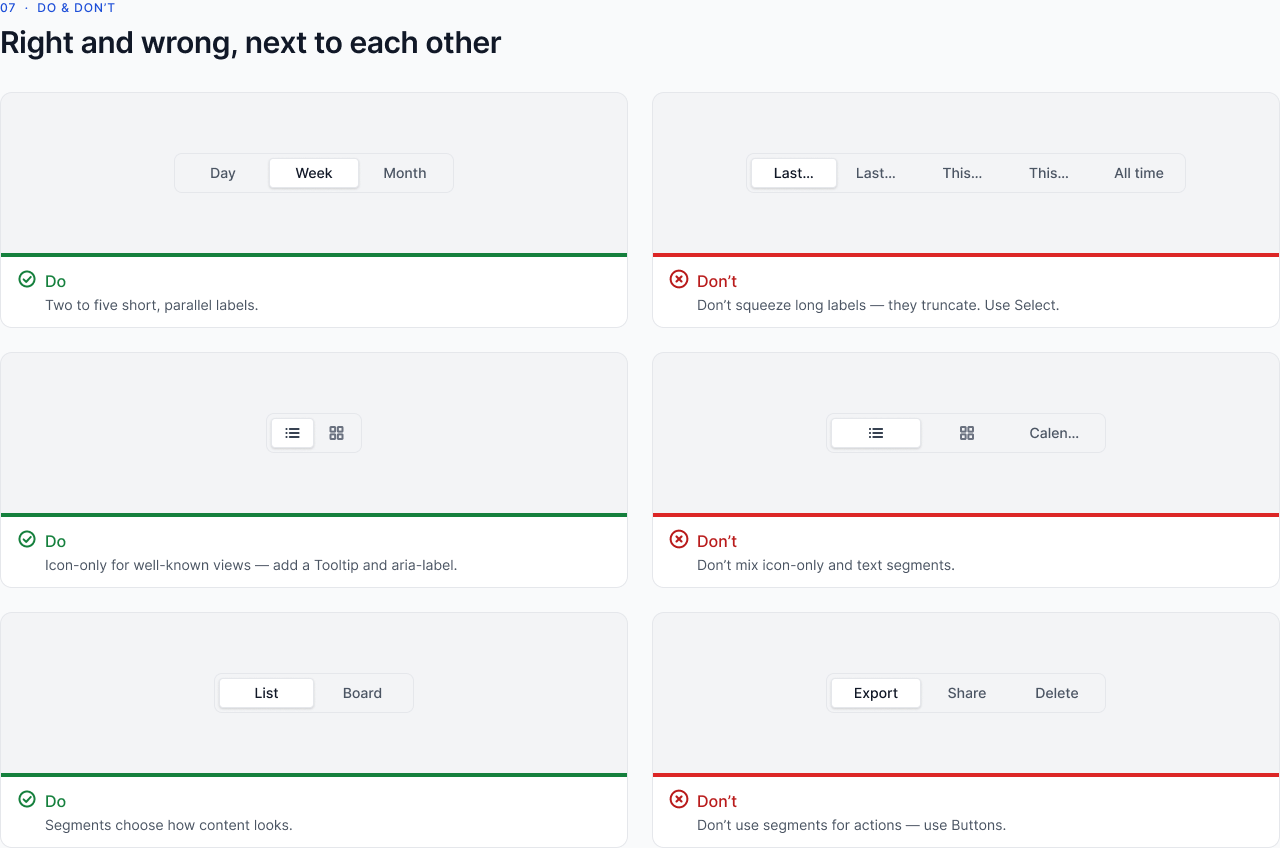 07 · DO & DON’T
Right and wrong, next to each other
Day Week Month
Last... Last... This... This... All time
Do
Two to five short, parallel labels.
Don’t
Don’t squeeze long labels — they truncate. Use Select.
Calen...
Do
Icon-only for well-known views — add a Tooltip and aria-label.
Don’t
Don’t mix icon-only and text segments.
List Board
Export Share Delete
Do
Segments choose how content looks.
Don’t
Don’t use segments for actions — use Buttons.